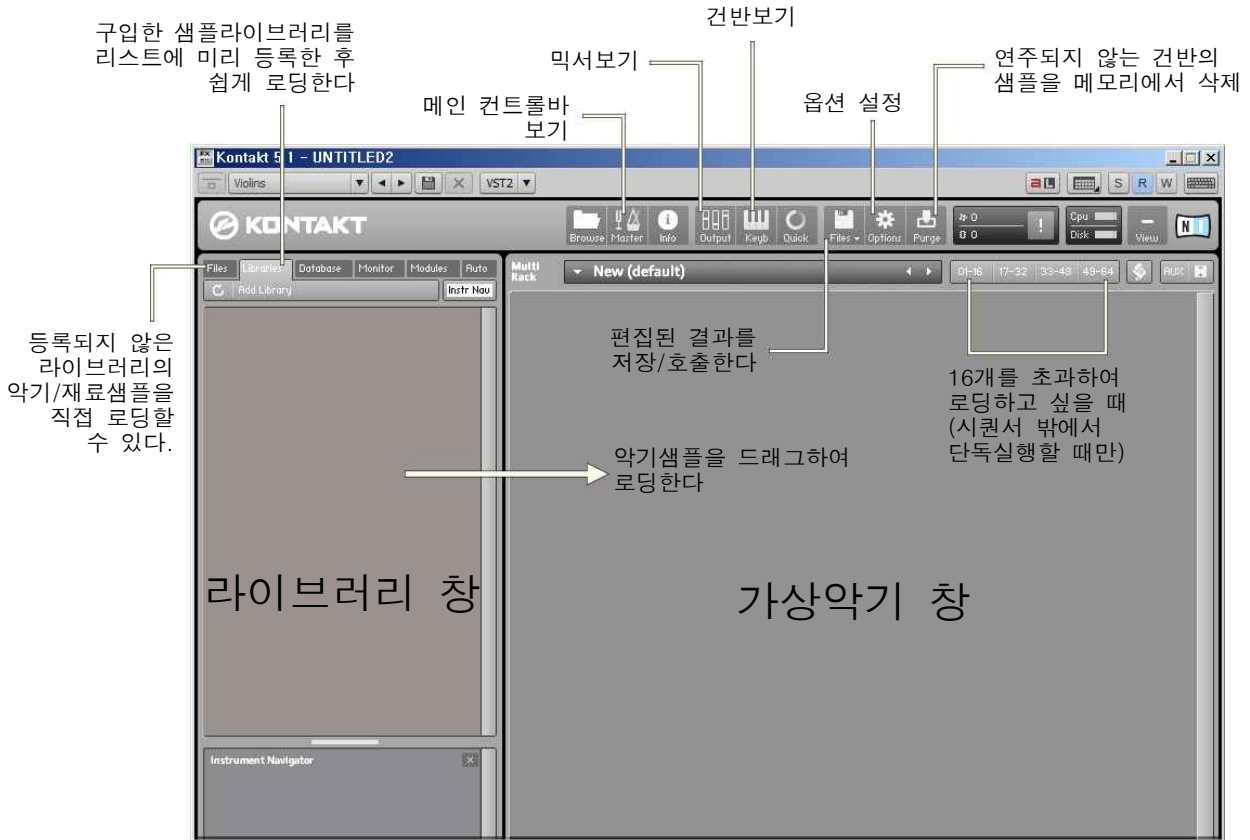 구입한 샘플라이브러리를
리스트에 미리 등록한 후
쉽게 로딩한다
메인 컨트롤바
보기
믹서보기
건반보기
옵션 설정
연주되지 않는 건반의
샘플을 메모리에서 삭제
Kontakt 5 1 - UNTITLED2
Violins
VST2
S R W
KONTAKT
Browse Master Info Output Keyb Quick Files Options Purge
0
0
!
Cpu
Disk
View
N
Files Libraries Database Monitor Modules Auto
Add Library
Instr Nav
Multi
Rack
New (default)
01-16 17-32 33-48 49-64
AUX
등록되지 않은
라이브러리의
악기/재료샘플을
직접 로딩할
수 있다.
편집된 결과를
저장/호출한다
16개를 초과하여
로딩하고 싶을 때
(시퀀서 밖에서
단독실행할 때만)
악기샘플을 드래그하여
로딩한다
라이브러리 창
가상악기 창
Instrument Navigator